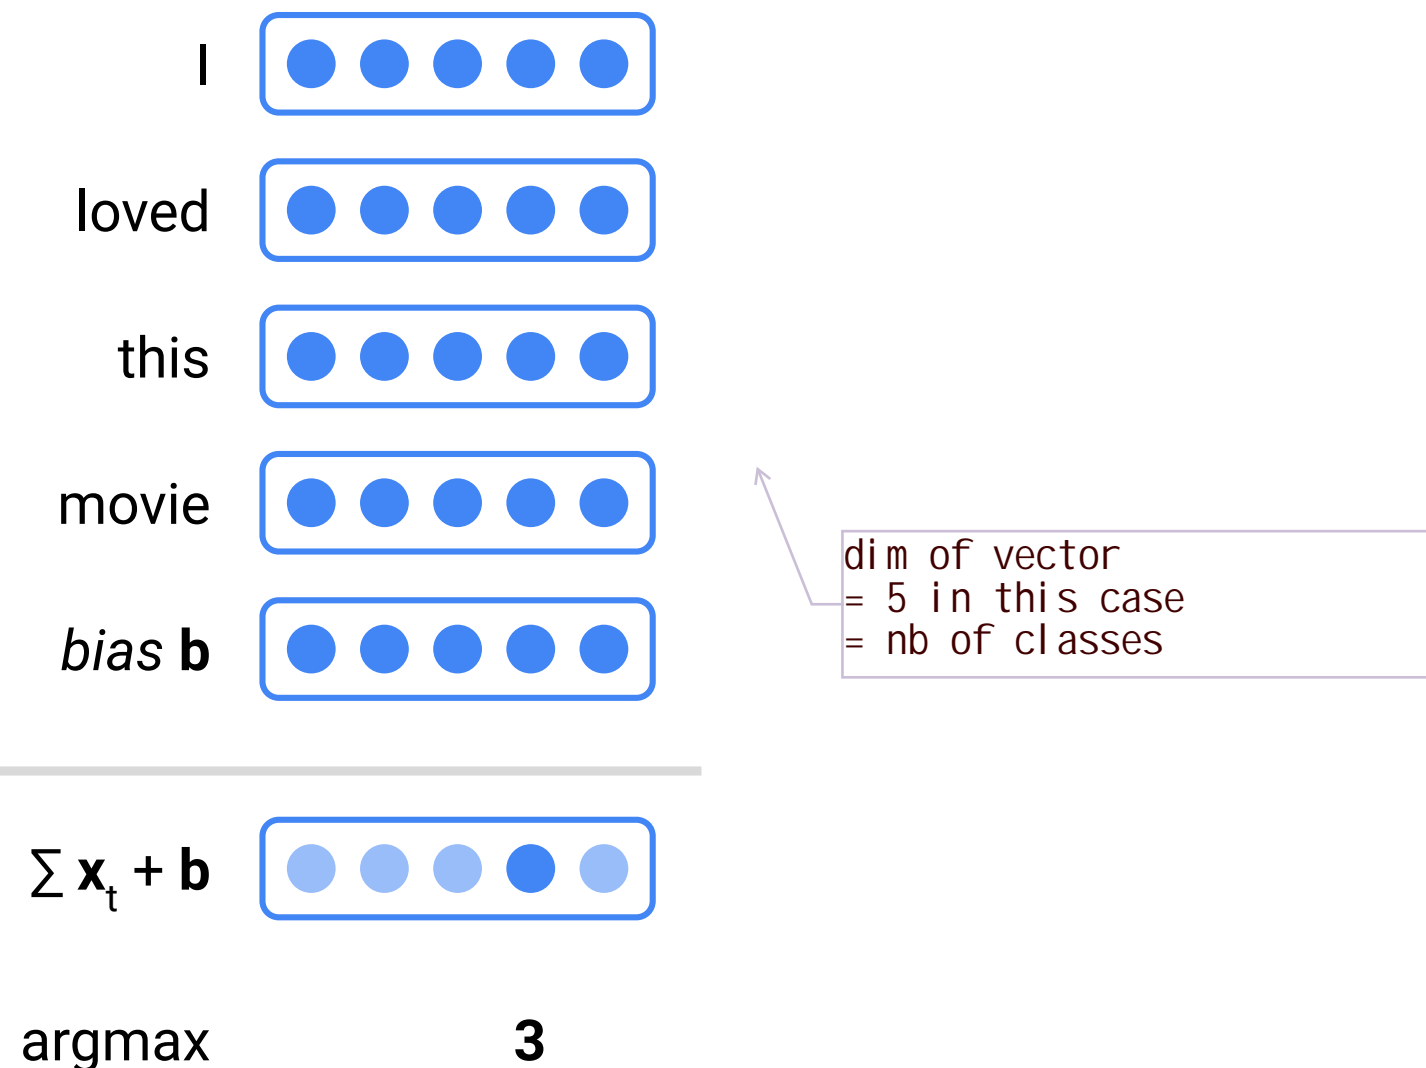 I
loved
this
movie
bias b
dim of vector
= 5 in this case
= nb of classes
∑ xₜ + b
argmax 3